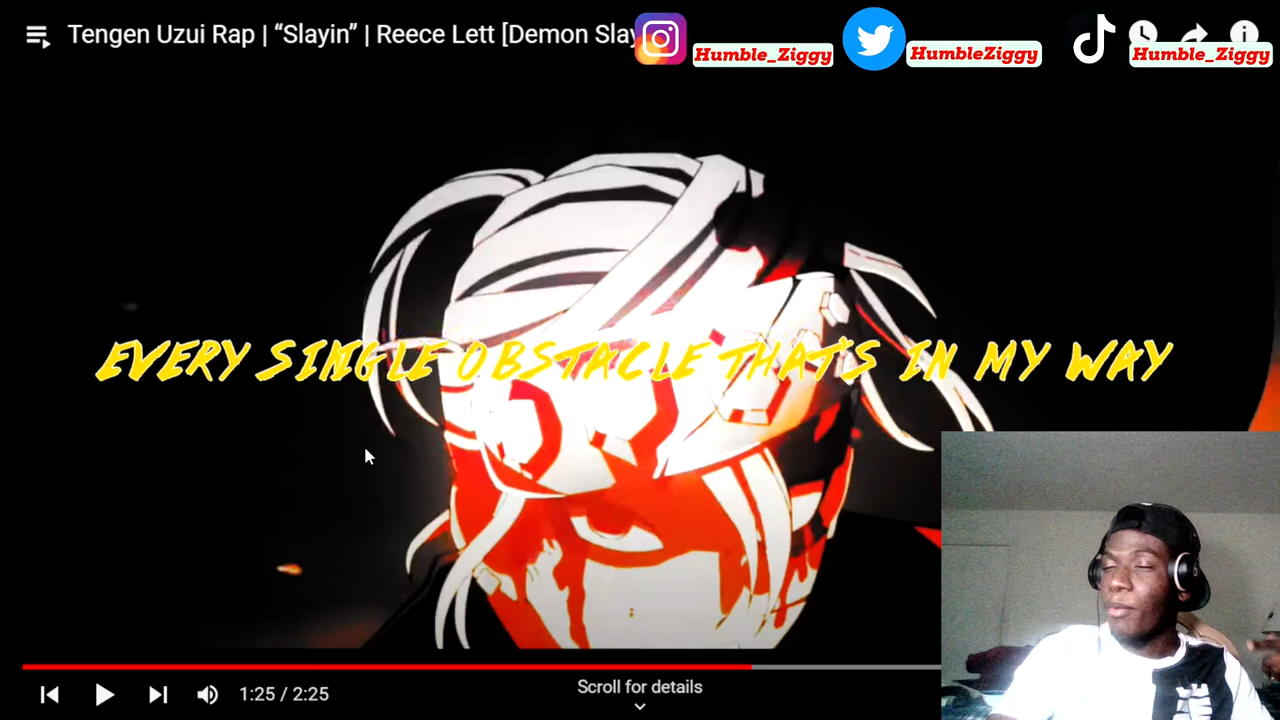 Tengen Uzui Rap | “Slayin” | Reece Lett [Demon Slay
Humble_Ziggy
HumbleZiggy
Humble_Ziggy
EVERY SINGLE OBSTACLE THAT'S IN MY WAY
1:25 / 2:25
Scroll for details